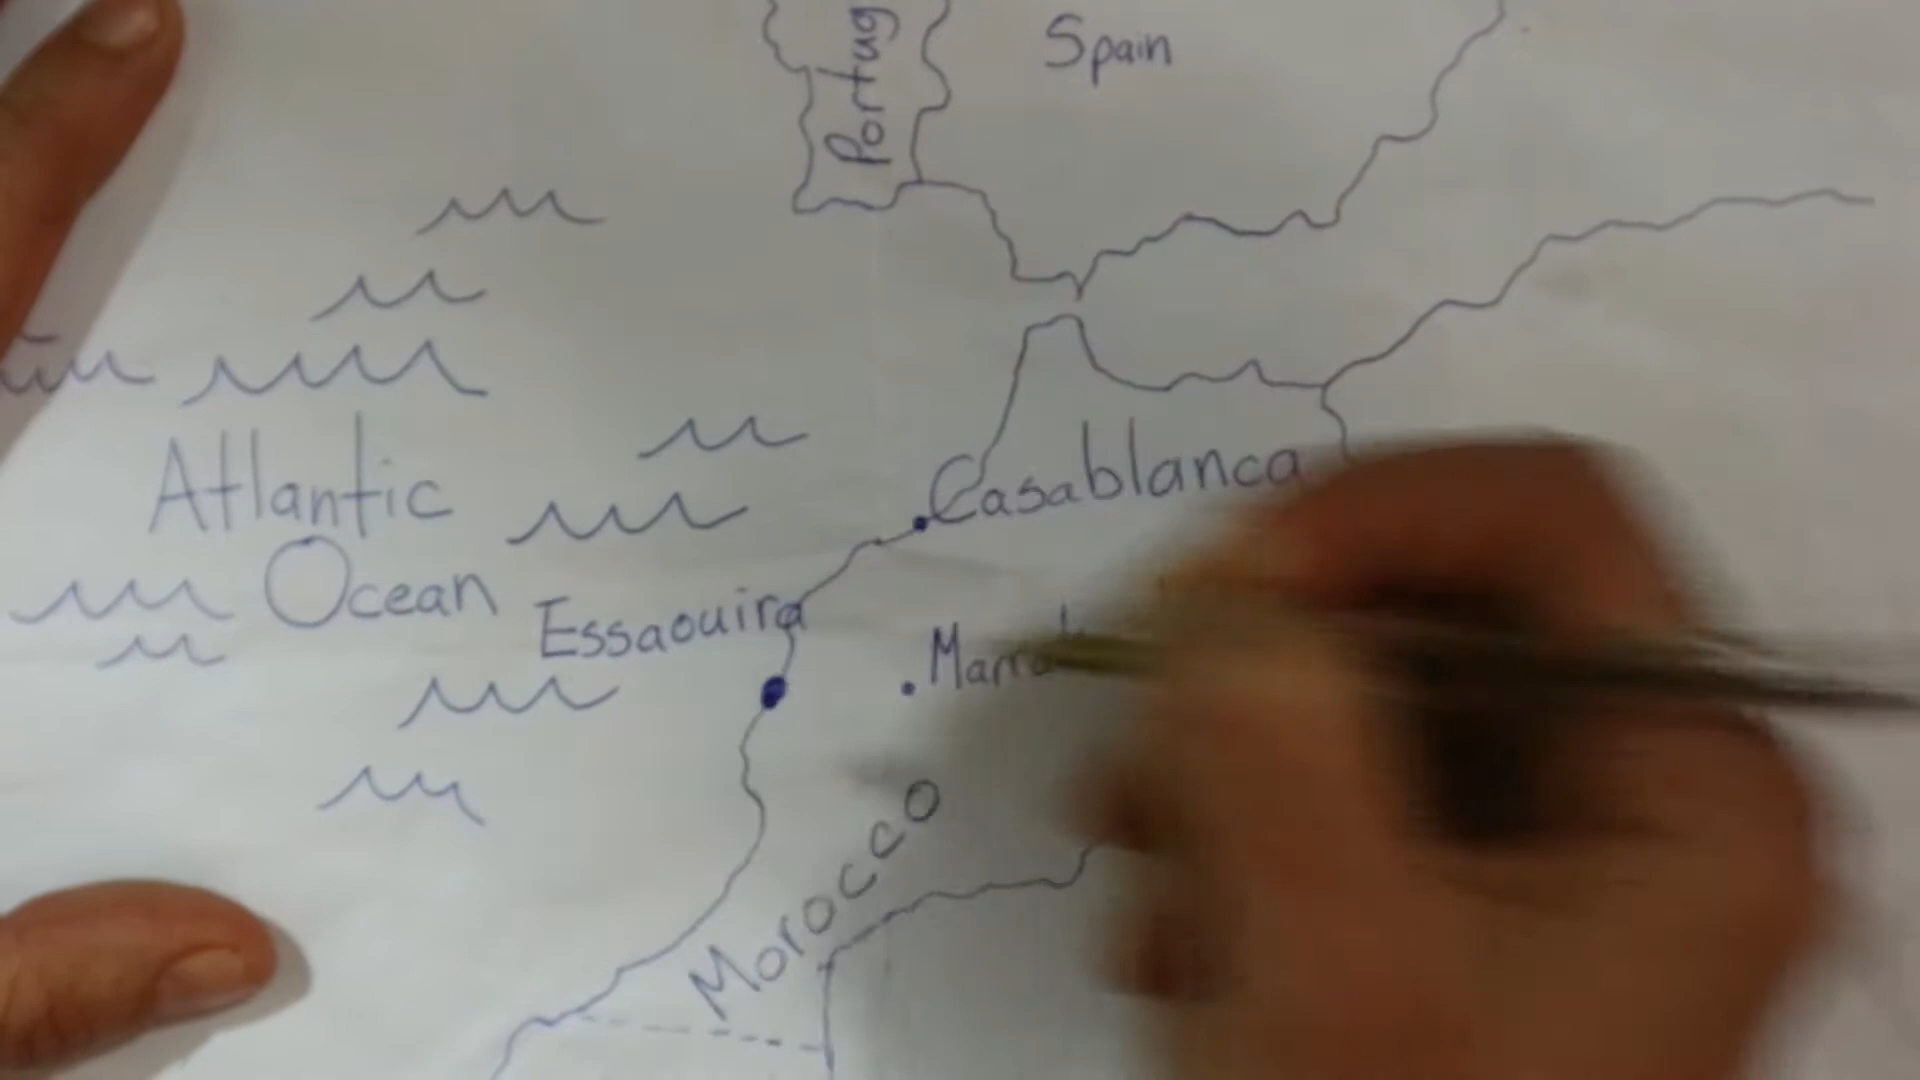 Spain
Portug
Casablanca
Atlantic
Ocean
Essaouira
Morocco